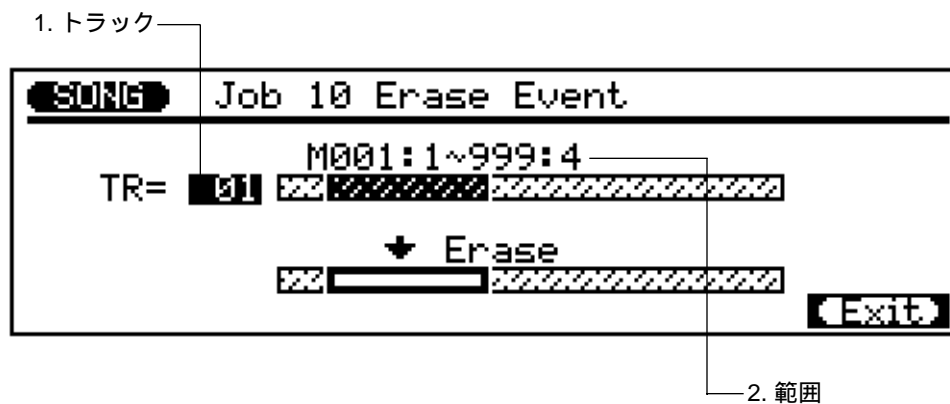 1. トラック
SONG Job 10 Erase Event
M001:1~999:4
TR= 01
Erase
Exit
2. 範囲